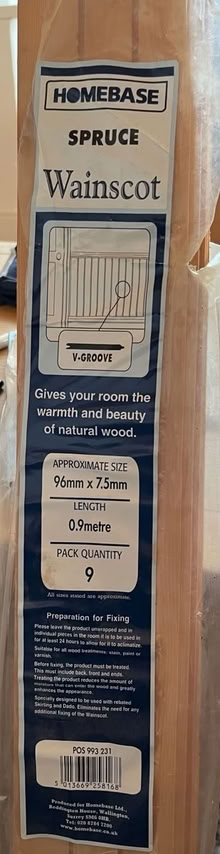 HOMEBASE
SPRUCE
Wainscot
V-GROOVE
Gives your room the
warmth and beauty
of natural wood.
APPROXIMATE SIZE
96mm x 7.5mm
LENGTH
0.9metre
PACK QUANTITY
9
All sizes stated are approximate.
Preparation for Fixing
Please leave the product unwrapped and in
individual pieces in the room it is to be used in
for at least 24 hours to allow for it to aclimatize.
Suitable for all wood treatments, stain, paint or
varnish.
Before fixing, the product must be treated.
This must include back, front and ends.
Treating the product reduces the amount of
moisture that can enter the wood and greatly
enhances the appearance.
Specially designed to be used with rebated
Skirting and Dado. Eliminates the need for any
additional fixing of the Wainscot.
POS 993 231
5 013669 258168
Produced for Homebase Ltd.,
Beddington House, Wallington,
Surrey SM6 0HB.
Tel: 020 8784 7200
www.homebase.co.uk